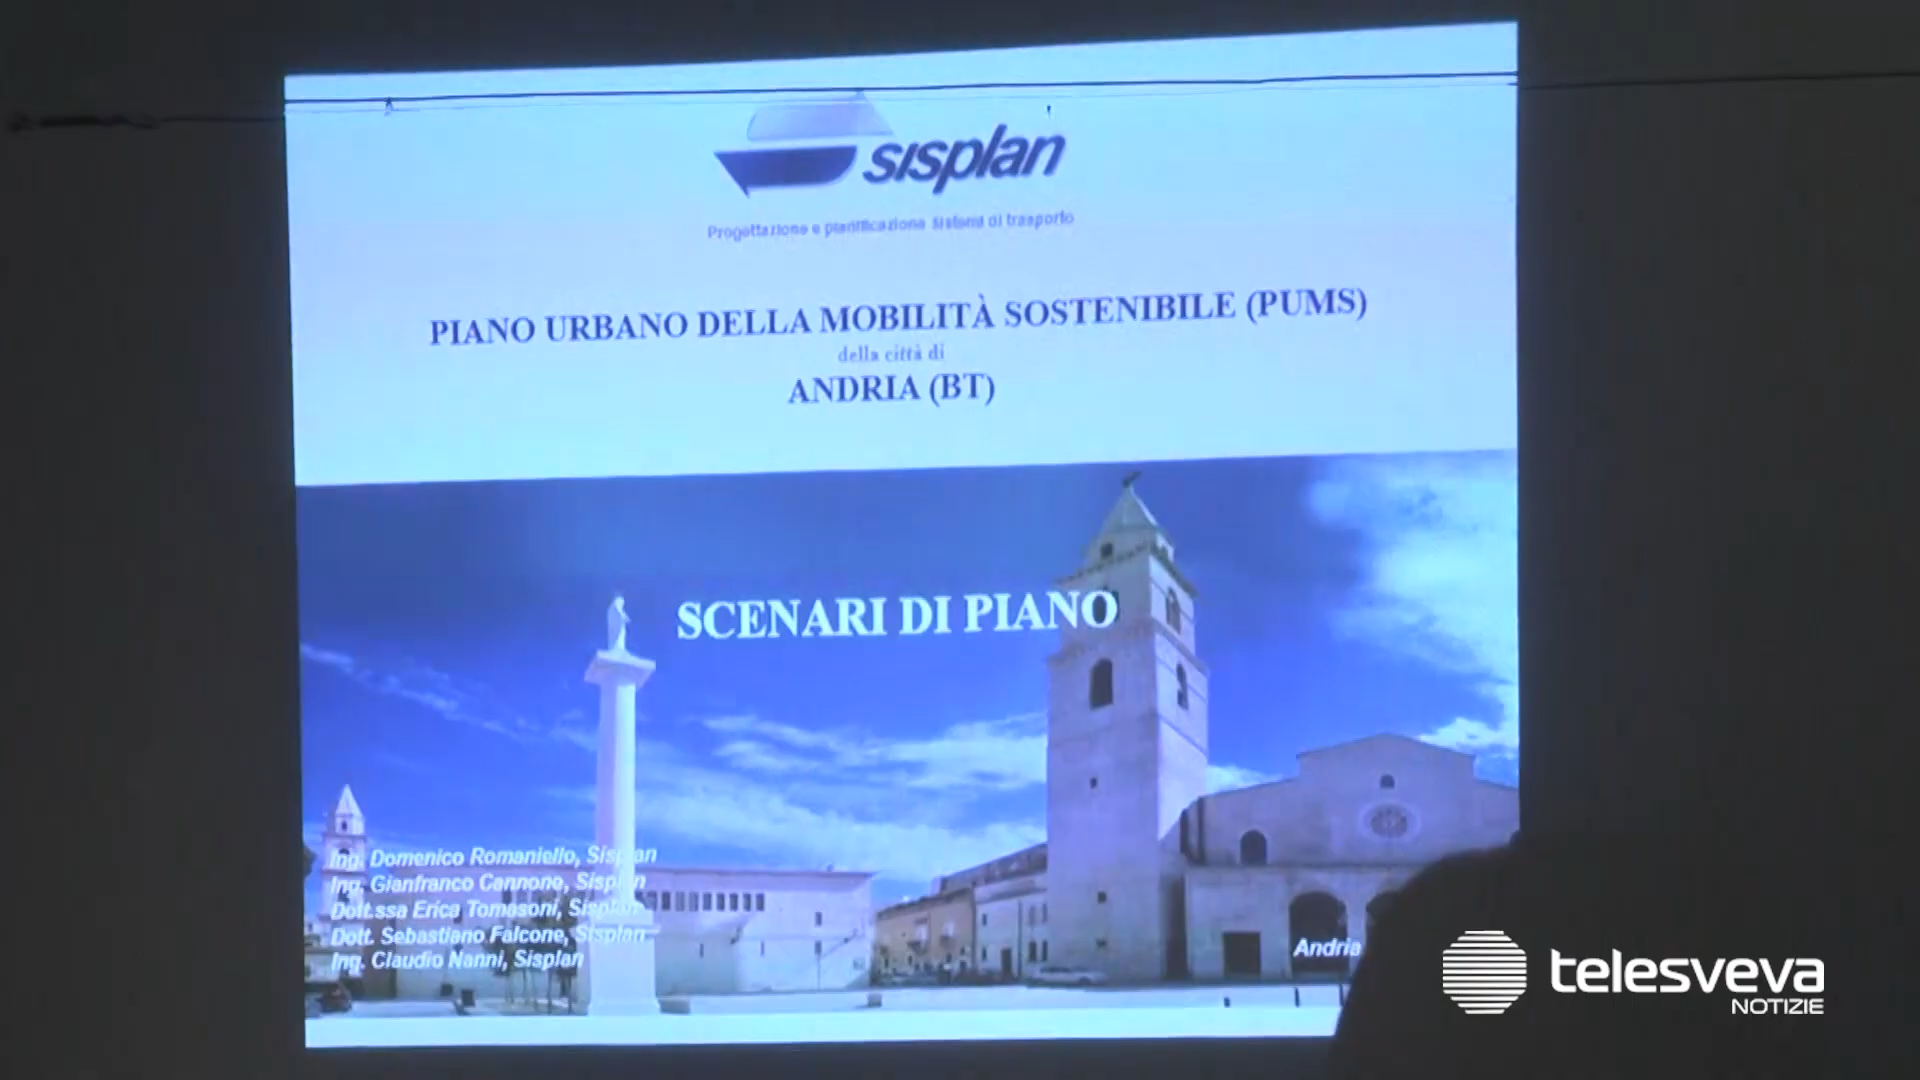 sisplan
Progettazione e pianificazione sistemi di trasporto
PIANO URBANO DELLA MOBILITÀ SOSTENIBILE (PUMS)
della città di
ANDRIA (BT)
SCENARI DI PIANO
Ing. Domenico Romaniello, Sisplan
Ing. Gianfranco Cannone, Sisplan
Dott.ssa Erica Tomasoni, Sisplan
Dott. Sebastiano Falcone, Sisplan
Ing. Claudio Nanni, Sisplan
Andria
telesveva
NOTIZIE